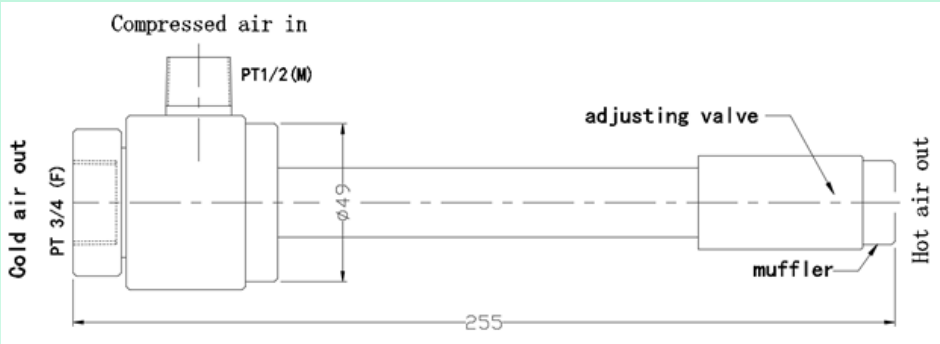 Compressed air in
PT1/2(M)
adjusting valve
Cold air out
PT 3/4 (F)
ø49
Hot air out
muffler
255